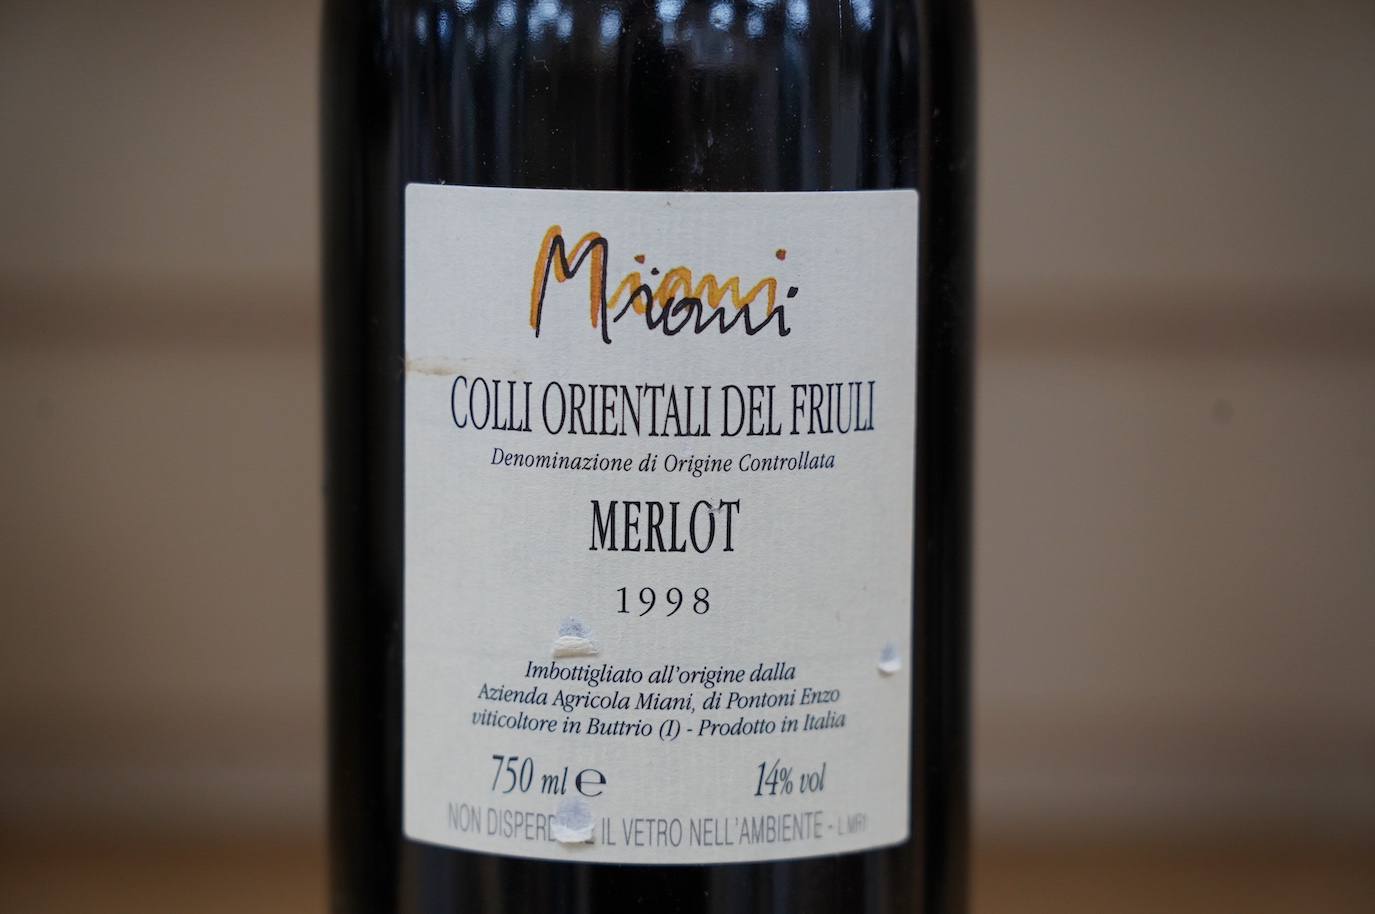 Miani
COLLI ORIENTALI DEL FRIULI
Denominazione di Origine Controllata
MERLOT
1998
Imbottigliato all'origine dalla
Azienda Agricola Miani, di Pontoni Enzo
viticoltore in Buttrio (I) - Prodotto in Italia
750 ml ℮ 14% vol
NON DISPERDERE IL VETRO NELL'AMBIENTE - L MR1